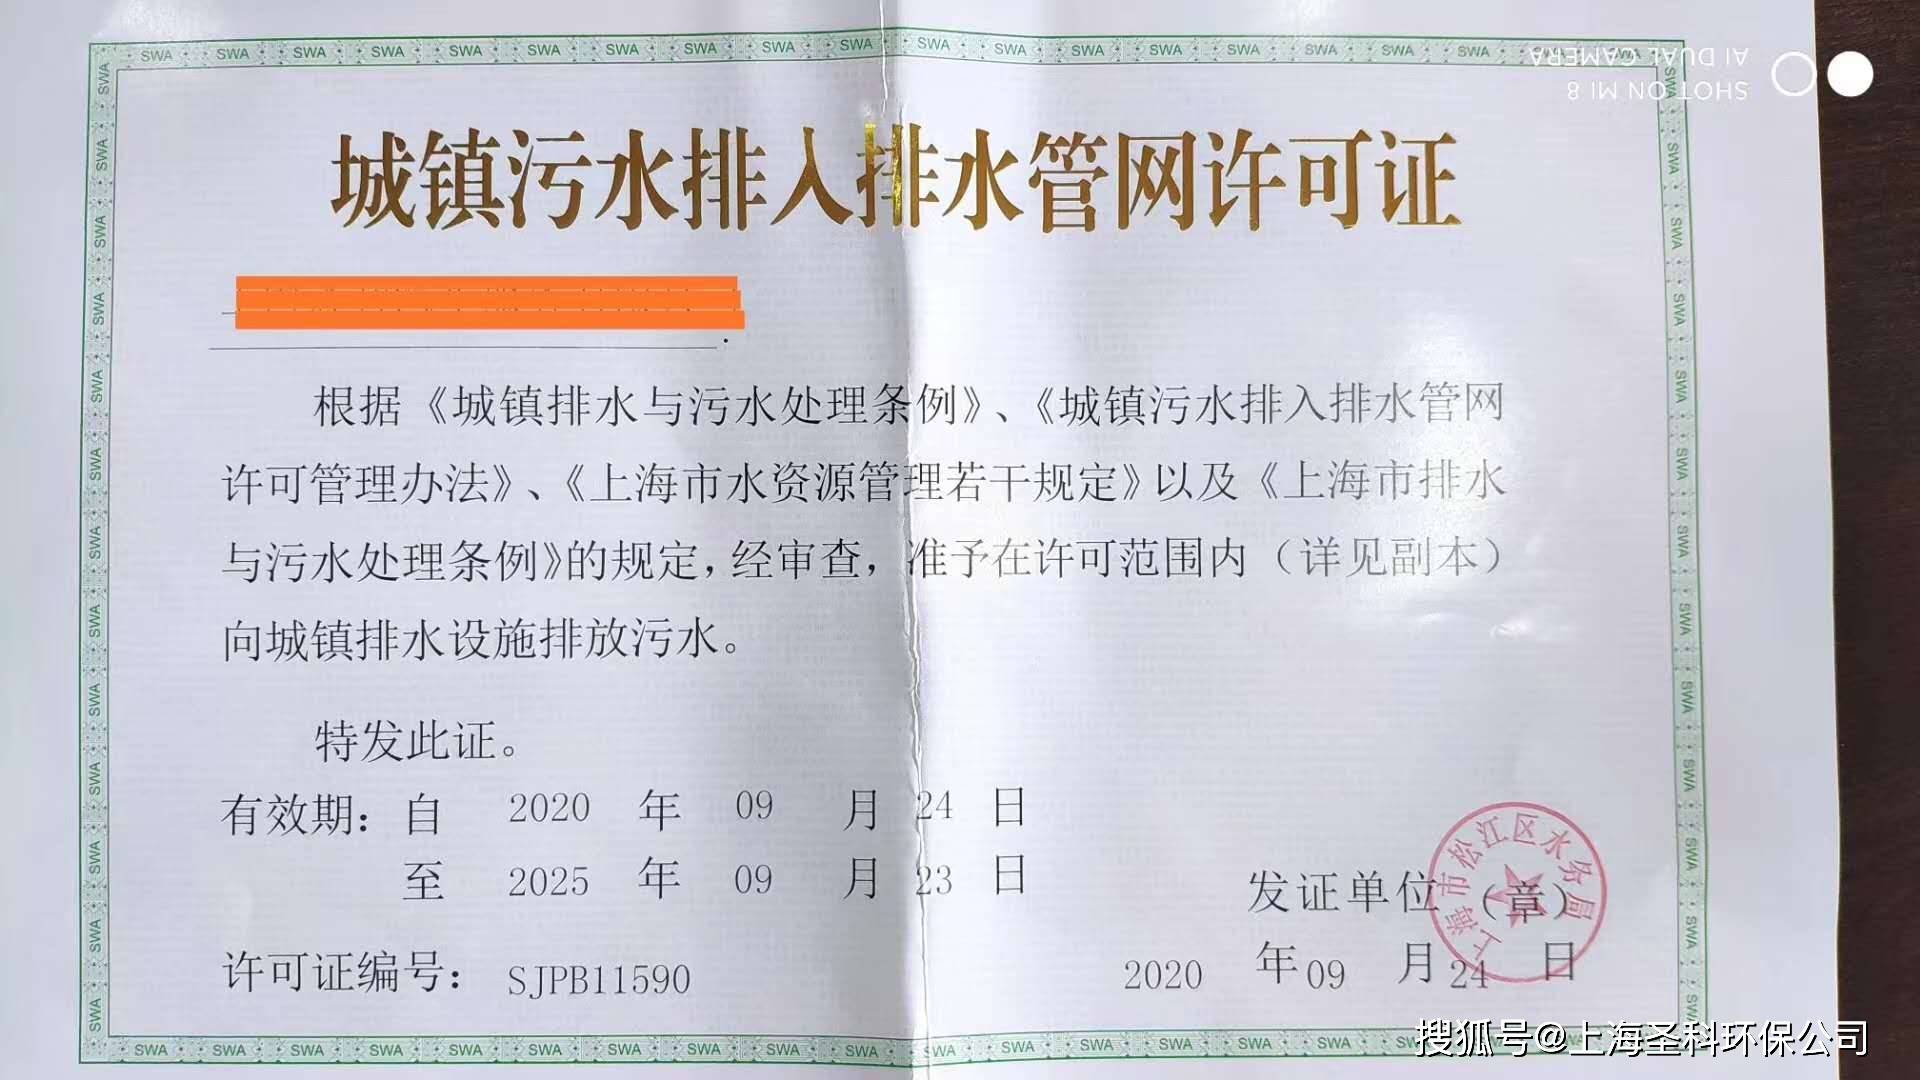 SHOT ON MI 8
AI DUAL CAMERA
城镇污水排入排水管网许可证
根据《城镇排水与污水处理条例》、《城镇污水排入排水管网
许可管理办法》、《上海市水资源管理若干规定》以及《上海市排水
与污水处理条例》的规定，经审查，准予在许可范围内（详见副本）
向城镇排水设施排放污水。
特发此证。
有效期：自 2020 年 09 月 24 日
至 2025 年 09 月 23 日
发证单位（章）
上海市松江区水务局
许可证编号：SJPB11590
2020 年 09 月 24 日
SWA
搜狐号@上海圣科环保公司